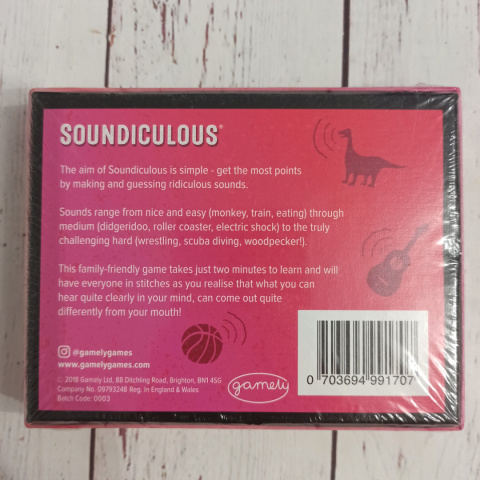 SOUNDICULOUS®
The aim of Soundiculous is simple - get the most points
by making and guessing ridiculous sounds.
Sounds range from nice and easy (monkey, train, eating) through
medium (didgeridoo, roller coaster, electric shock) to the truly
challenging hard (wrestling, scuba diving, woodpecker!).
This family-friendly game takes just two minutes to learn and will
have everyone in stitches as you realise that what you can
hear quite clearly in your mind, can come out quite
differently from your mouth!
@gamelygames
www.gamelygames.com
© 2018 Gamely Ltd, 88 Ditchling Road, Brighton, BN1 4SG
Company No. 09793248 Reg. in England & Wales
Batch Code: 0003
gamely
0 703694 991707